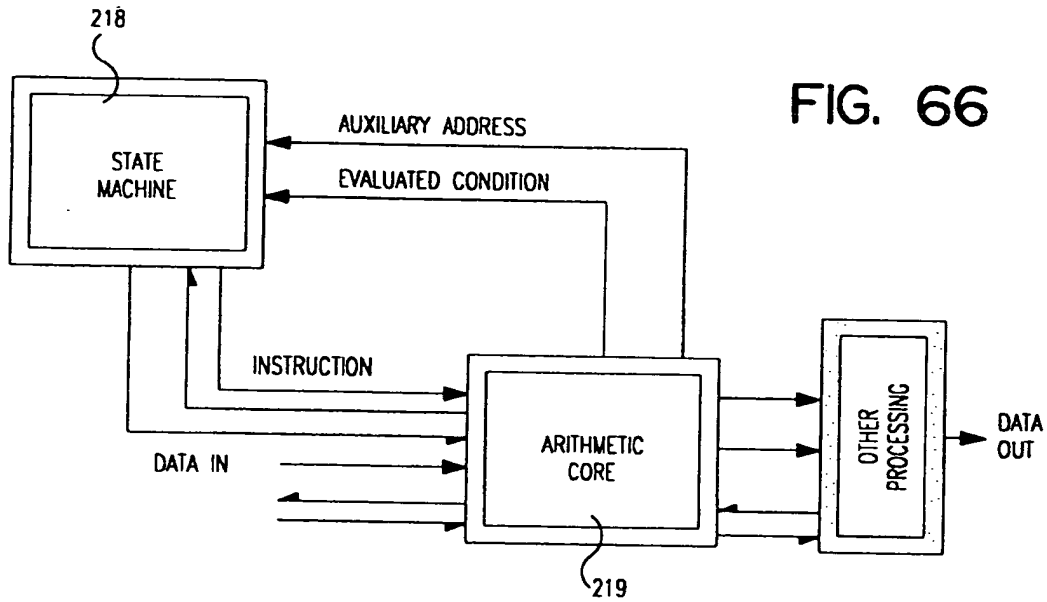 218
FIG. 66
AUXILIARY ADDRESS
STATE
MACHINE
EVALUATED CONDITION
INSTRUCTION
DATA IN
ARITHMETIC
CORE
OTHER
PROCESSING
DATA
OUT
219